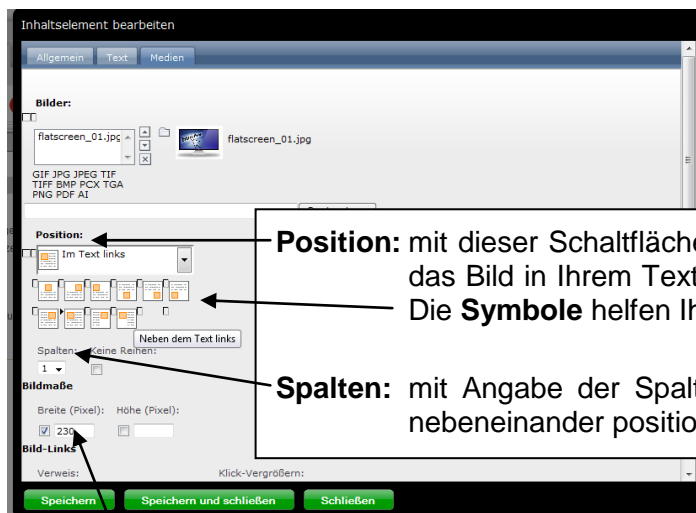 Inhaltselement bearbeiten
Allgemein Text Medien
Bilder:
flatscreen_01.jpg
flatscreen_01.jpg
GIF JPG JPEG TIF
TIFF BMP PCX TGA
PNG PDF AI
Position:
Im Text links
Position: mit dieser Schaltfläche
das Bild in Ihrem Text
Die Symbole helfen
Neben dem Text links
Spalten: Keine Reihen:
1
Spalten: mit Angabe der
nebeneinander
Bildmaße
Breite (Pixel): Höhe (Pixel):
230
Bild-Links
Verweis: Klick-Vergrößern:
Speichern Speichern und schließen Schließen